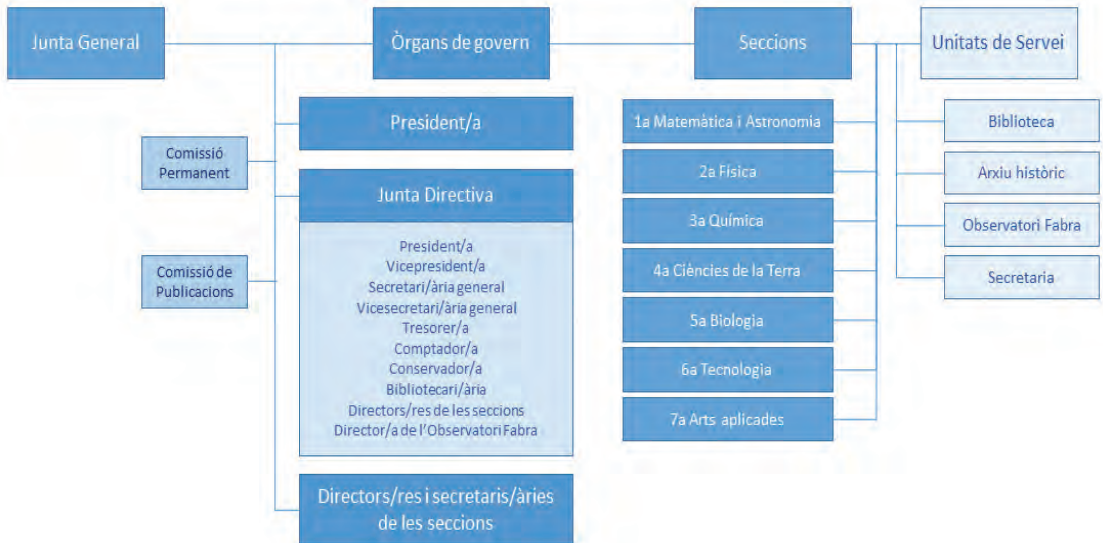 Junta General
Òrgans de govern
Seccions
Unitats de Servei
President/a
Comissió
Permanent
Junta Directiva
President/a
Vicepresident/a
Secretari/ària general
Vicesecretari/ària general
Tresorer/a
Comptador/a
Conservador/a
Bibliotecari/ària
Directors/res de les seccions
Director/a de l'Observatori Fabra
Comissió de
Publicacions
Directors/res i secretaris/àries
de les seccions
1a Matemàtica i Astronomia
2a Física
3a Química
4a Ciències de la Terra
5a Biologia
6a Tecnologia
7a Arts aplicades
Biblioteca
Arxiu històric
Observatori Fabra
Secretaria